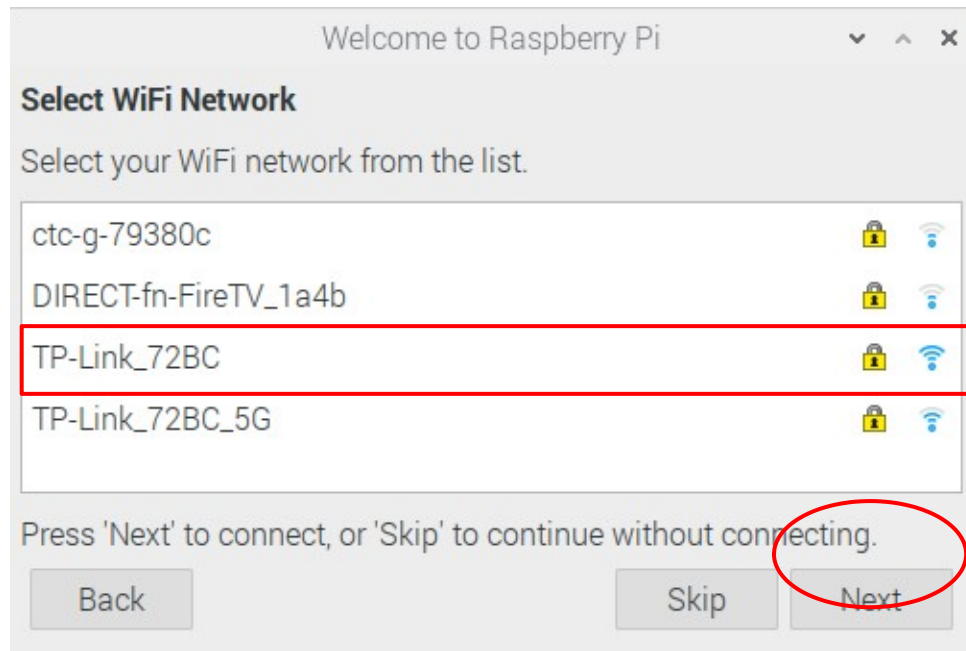 Welcome to Raspberry Pi
Select WiFi Network
Select your WiFi network from the list.
ctc-g-79380c
DIRECT-fn-FireTV_1a4b
TP-Link_72BC
TP-Link_72BC_5G
Press 'Next' to connect, or 'Skip' to continue without connecting.
Back Skip Next